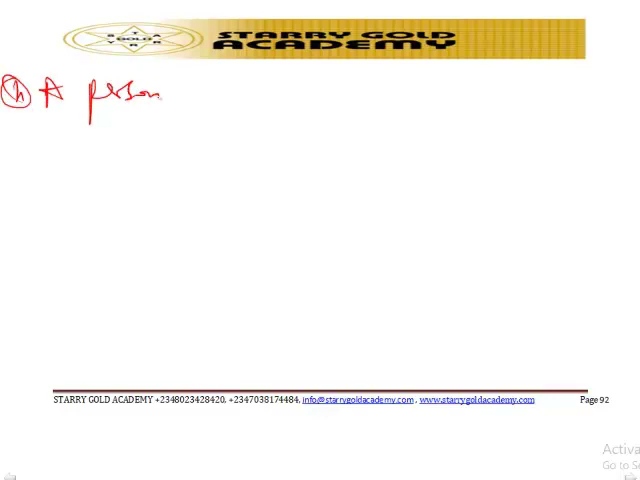 STARRY GOLD
ACADEMY
GOLD
(h) A person
STARRY GOLD ACADEMY +2348023428420, +2347038174484, info@starrygoldacademy.com , www.starrygoldacademy.com Page 92
Activa
Go to Se